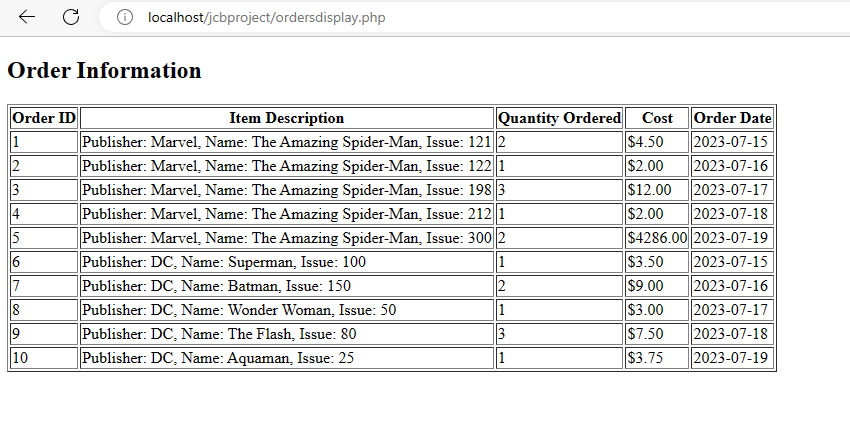 localhost/jcbproject/ordersdisplay.php
Order Information
Order ID Item Description Quantity Ordered Cost Order Date
1 Publisher: Marvel, Name: The Amazing Spider-Man, Issue: 121 2 $4.50 2023-07-15
2 Publisher: Marvel, Name: The Amazing Spider-Man, Issue: 122 1 $2.00 2023-07-16
3 Publisher: Marvel, Name: The Amazing Spider-Man, Issue: 198 3 $12.00 2023-07-17
4 Publisher: Marvel, Name: The Amazing Spider-Man, Issue: 212 1 $2.00 2023-07-18
5 Publisher: Marvel, Name: The Amazing Spider-Man, Issue: 300 2 $4286.00 2023-07-19
6 Publisher: DC, Name: Superman, Issue: 100 1 $3.50 2023-07-15
7 Publisher: DC, Name: Batman, Issue: 150 2 $9.00 2023-07-16
8 Publisher: DC, Name: Wonder Woman, Issue: 50 1 $3.00 2023-07-17
9 Publisher: DC, Name: The Flash, Issue: 80 3 $7.50 2023-07-18
10 Publisher: DC, Name: Aquaman, Issue: 25 1 $3.75 2023-07-19